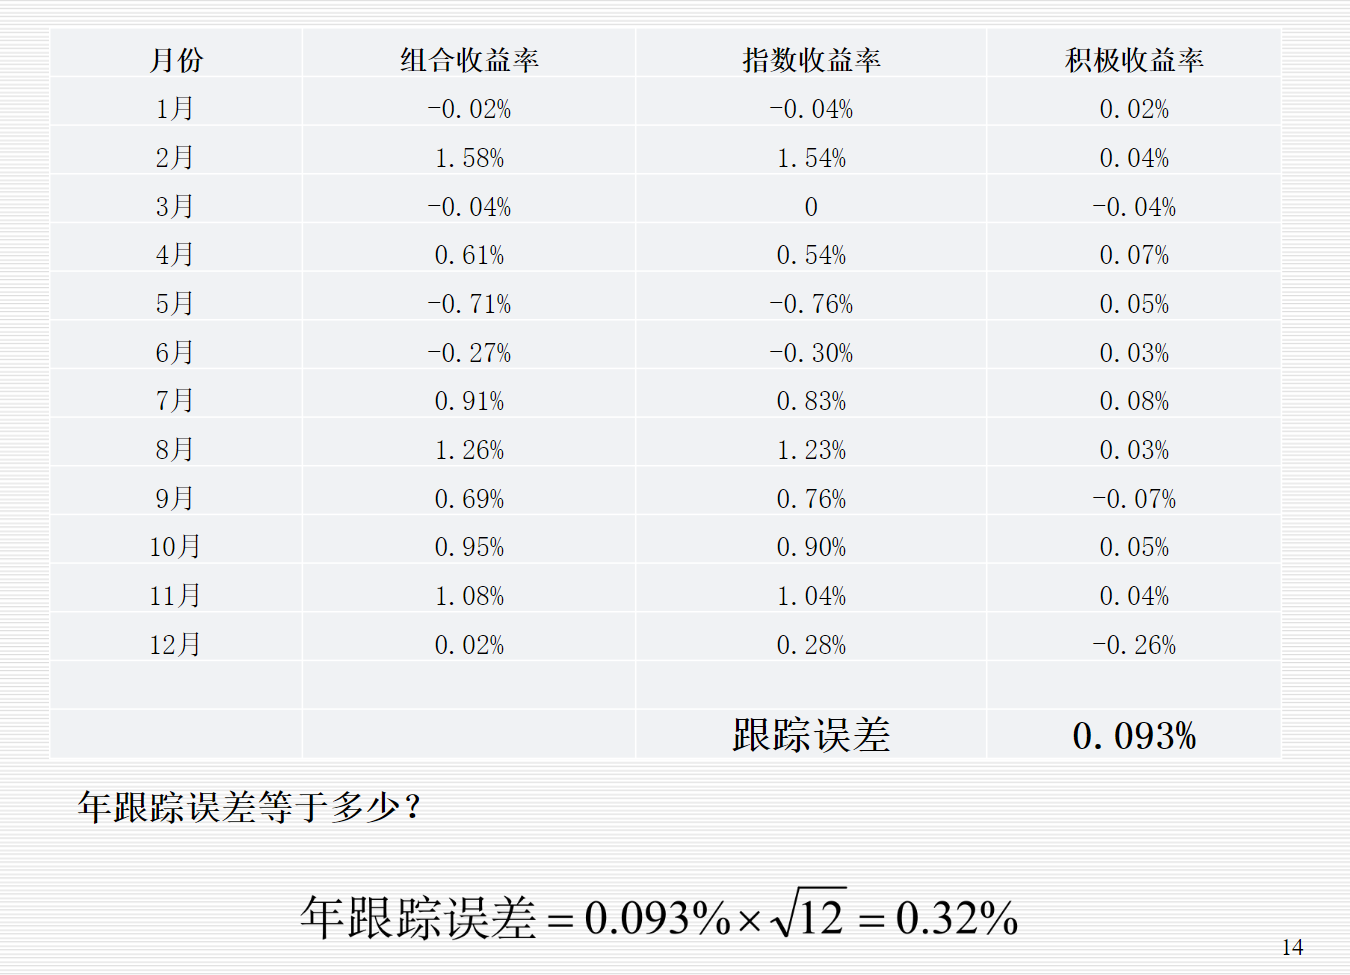 月份 组合收益率 指数收益率 积极收益率
1月 -0.02% -0.04% 0.02%
2月 1.58% 1.54% 0.04%
3月 -0.04% 0 -0.04%
4月 0.61% 0.54% 0.07%
5月 -0.71% -0.76% 0.05%
6月 -0.27% -0.30% 0.03%
7月 0.91% 0.83% 0.08%
8月 1.26% 1.23% 0.03%
9月 0.69% 0.76% -0.07%
10月 0.95% 0.90% 0.05%
11月 1.08% 1.04% 0.04%
12月 0.02% 0.28% -0.26%
跟踪误差 0.093%
年跟踪误差等于多少？
年跟踪误差=0.093%×√12=0.32%
14